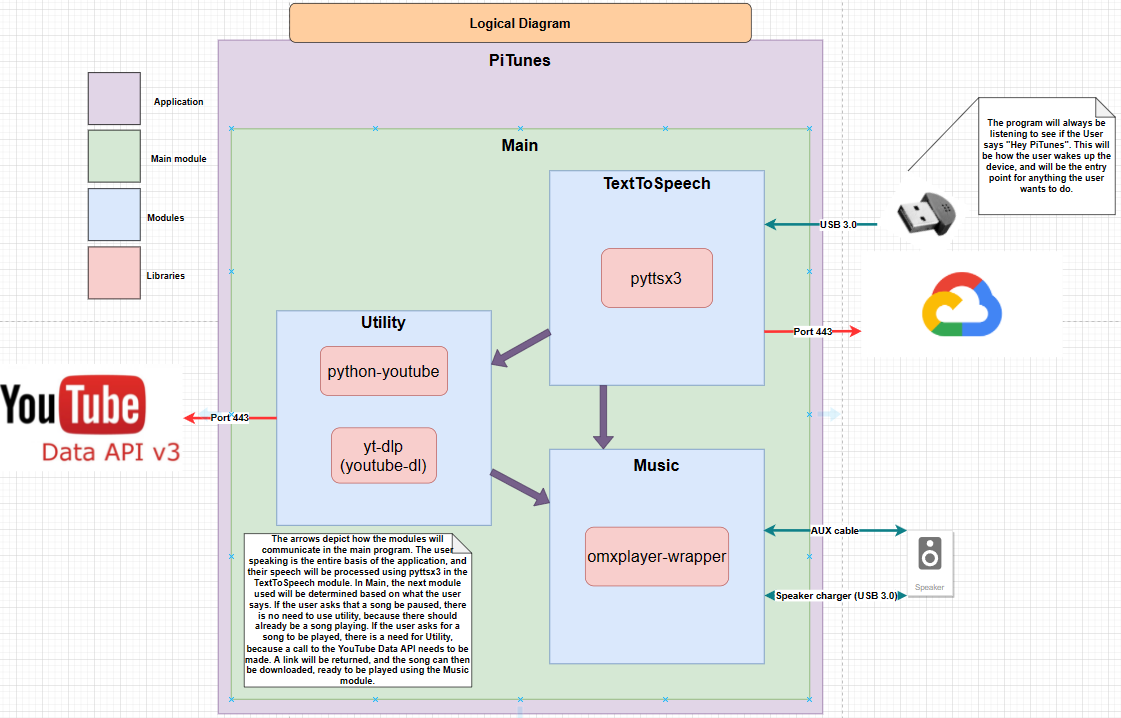 Logical Diagram
PiTunes
Application
Main module
Modules
Libraries
Main
TextToSpeech
pyttsx3
The program will always be
listening to see if the User
says "Hey PiTunes". This will
be how the user wakes up the
device, and will be the entry
point for anything the user
wants to do.
USB 3.0
Port 443
Utility
python-youtube
yt-dlp
(youtube-dl)
YouTube
Data API v3
Port 443
Music
omxplayer-wrapper
AUX cable
Speaker charger (USB 3.0)
Speaker
The arrows depict how the modules will
communicate in the main program. The user
speaking is the entire basis of the application, and
their speech will be processed using pyttsx3 in the
TextToSpeech module. In Main, the next module
used will be determined based on what the user
says. If the user asks that a song be paused, there
is no need to use utility, because there should
already be a song playing. If the user asks for a
song to be played, there is a need for Utility,
because a call to the YouTube Data API needs to be
made. A link will be returned, and the song can then
be downloaded, ready to be played using the Music
module.